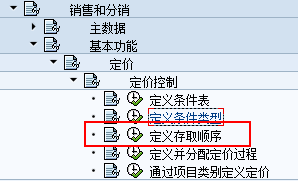 销售和分销
主数据
基本功能
定价
定价控制
定义条件表
定义条件类型
定义存取顺序
定义并分配定价过程
通过项目类别定义定价